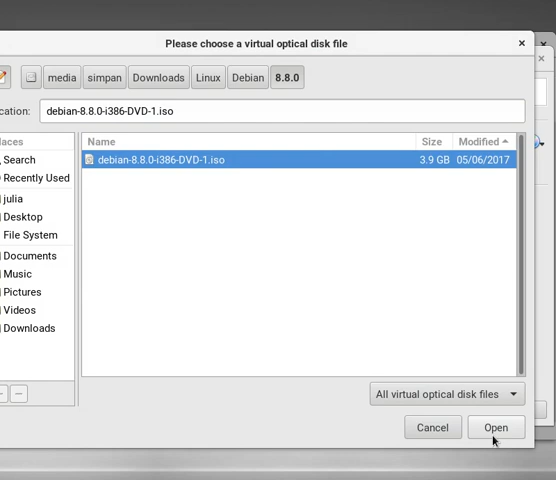 Please choose a virtual optical disk file
media simpan Downloads Linux Debian 8.8.0
cation: debian-8.8.0-i386-DVD-1.iso
laces
Search
Recently Used
julia
Desktop
File System
Documents
Music
Pictures
Videos
Downloads
Name Size Modified
debian-8.8.0-i386-DVD-1.iso 3.9 GB 05/06/2017
All virtual optical disk files
Cancel Open